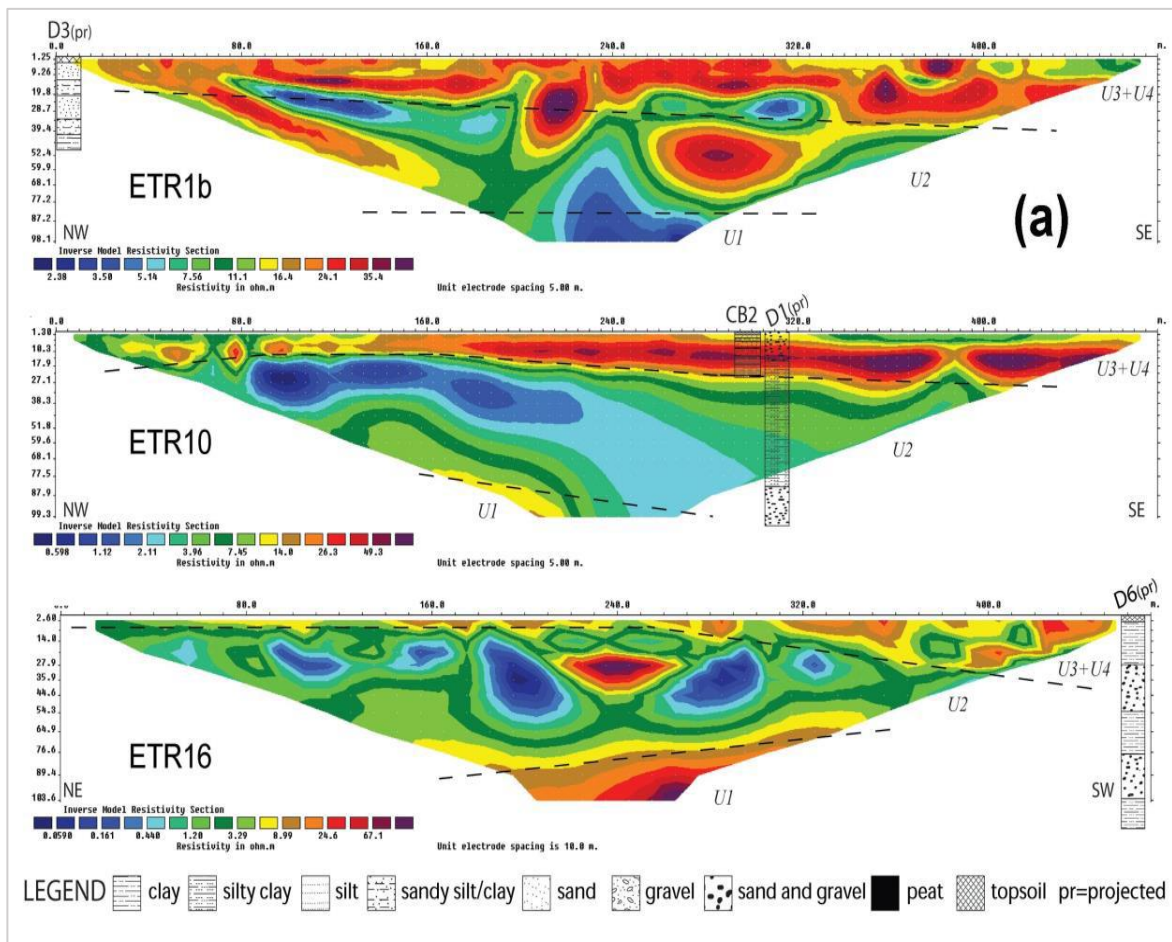 D3(pr)
0.0 80.0 160.0 240.0 320.0 400.0 m.
1.25
9.26
19.8
28.7
39.4
52.4
59.9
68.1
77.2
87.2
98.1
ETR1b
U3+U4
U2
U1
(a)
NW
SE
Inverse Model Resistivity Section
2.38 3.50 5.14 7.56 11.1 16.4 24.1 35.4
Resistivity in ohm.m
Unit electrode spacing 5.00 m.
CB2 D1(pr)
0.0 80.0 160.0 240.0 320.0 400.0 m.
1.30
10.3
17.9
27.1
38.3
51.8
59.6
68.1
77.5
87.9
99.3
ETR10
U3+U4
U2
U1
NW
SE
Inverse Model Resistivity Section
0.598 1.12 2.11 3.96 7.45 14.0 26.3 49.3
Resistivity in ohm.m
Unit electrode spacing 5.00 m.
D6(pr)
80.0 160.0 240.0 320.0 400.0
2.60
14.0
27.9
35.9
44.6
54.3
64.9
76.6
89.4
103.6
ETR16
U3+U4
U2
U1
NE
SW
Inverse Model Resistivity Section
0.0590 0.161 0.440 1.20 3.29 8.99 24.6 67.1
Resistivity in ohm.m
Unit electrode spacing is 10.0 m.
LEGEND clay silty clay silt sandy silt/clay sand gravel sand and gravel peat topsoil pr=projected